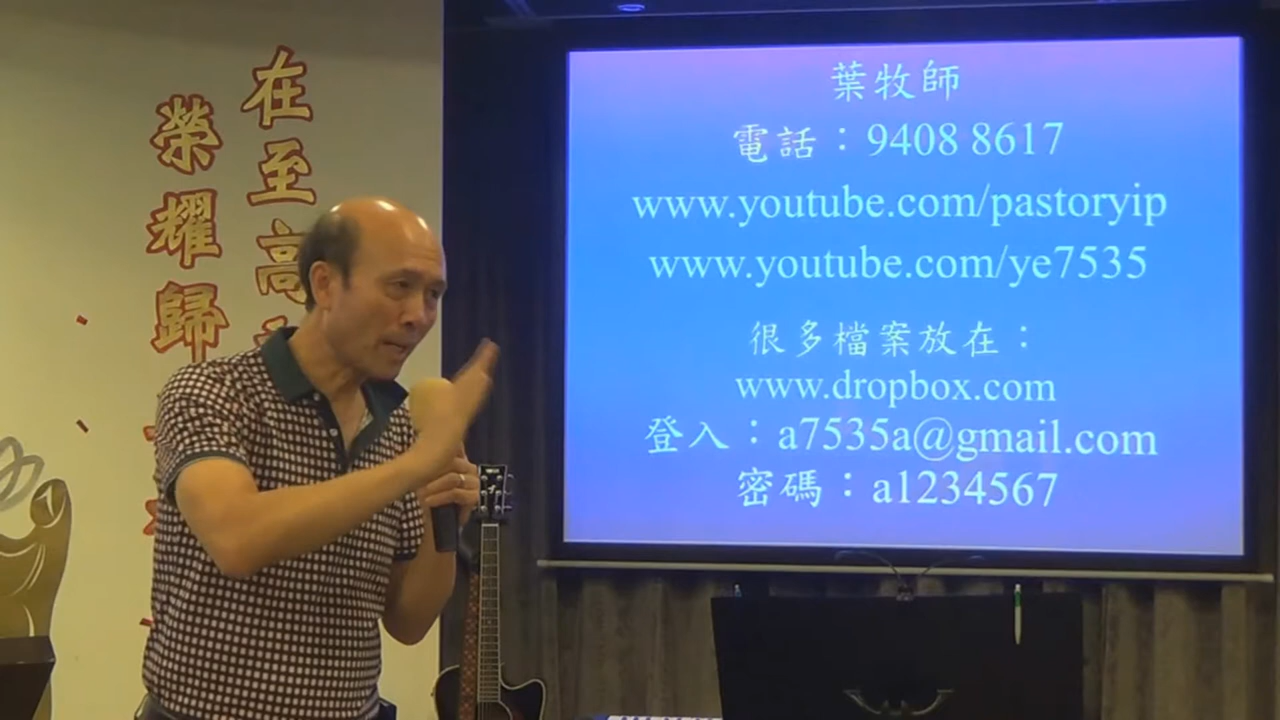 在至高
榮耀歸
葉牧師
電話：9408 8617
www.youtube.com/pastoryip
www.youtube.com/ye7535
很多檔案放在：
www.dropbox.com
登入：a7535a@gmail.com
密碼：a1234567